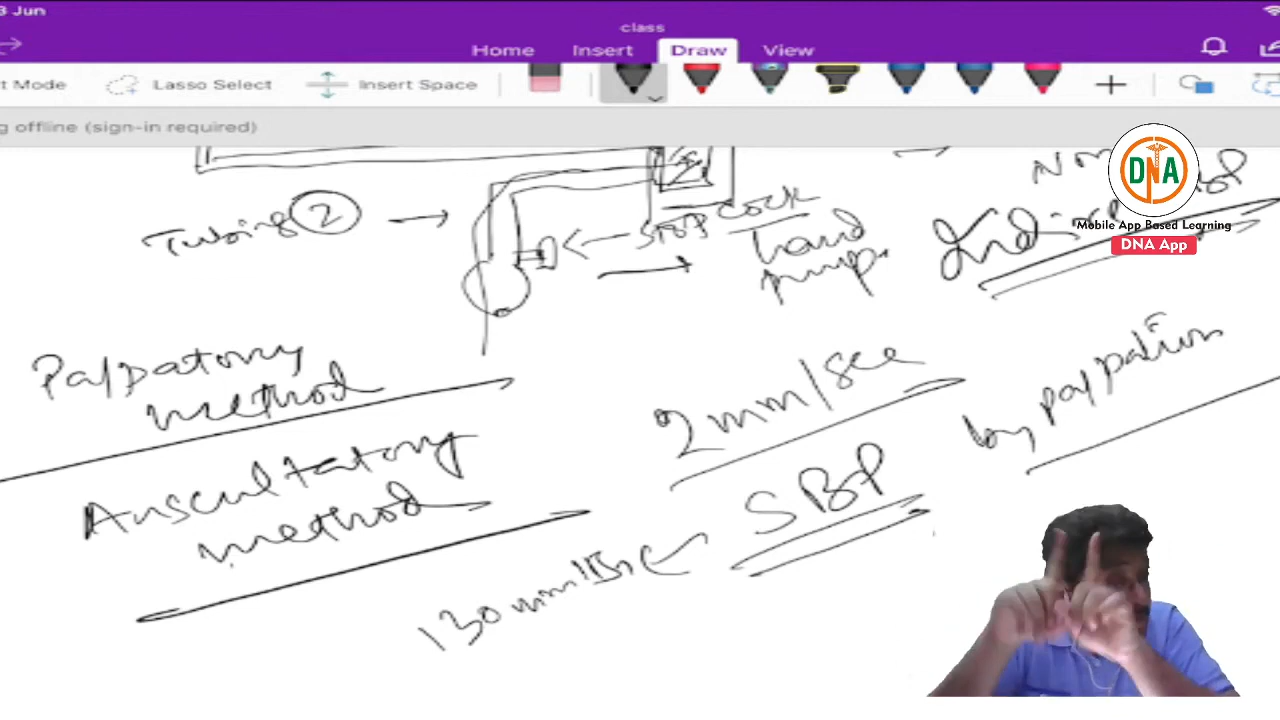 3 Jun
class
Home Insert Draw View
t Mode Lasso Select Insert Space
g offline (sign-in required)
DNA
Mobile App Based Learning
DNA App
Tubing 2
stop cock
hand
pump
Palpatory
method
2mm/sec
by palpation
Auscultatory
method
SBP
130 mmHg